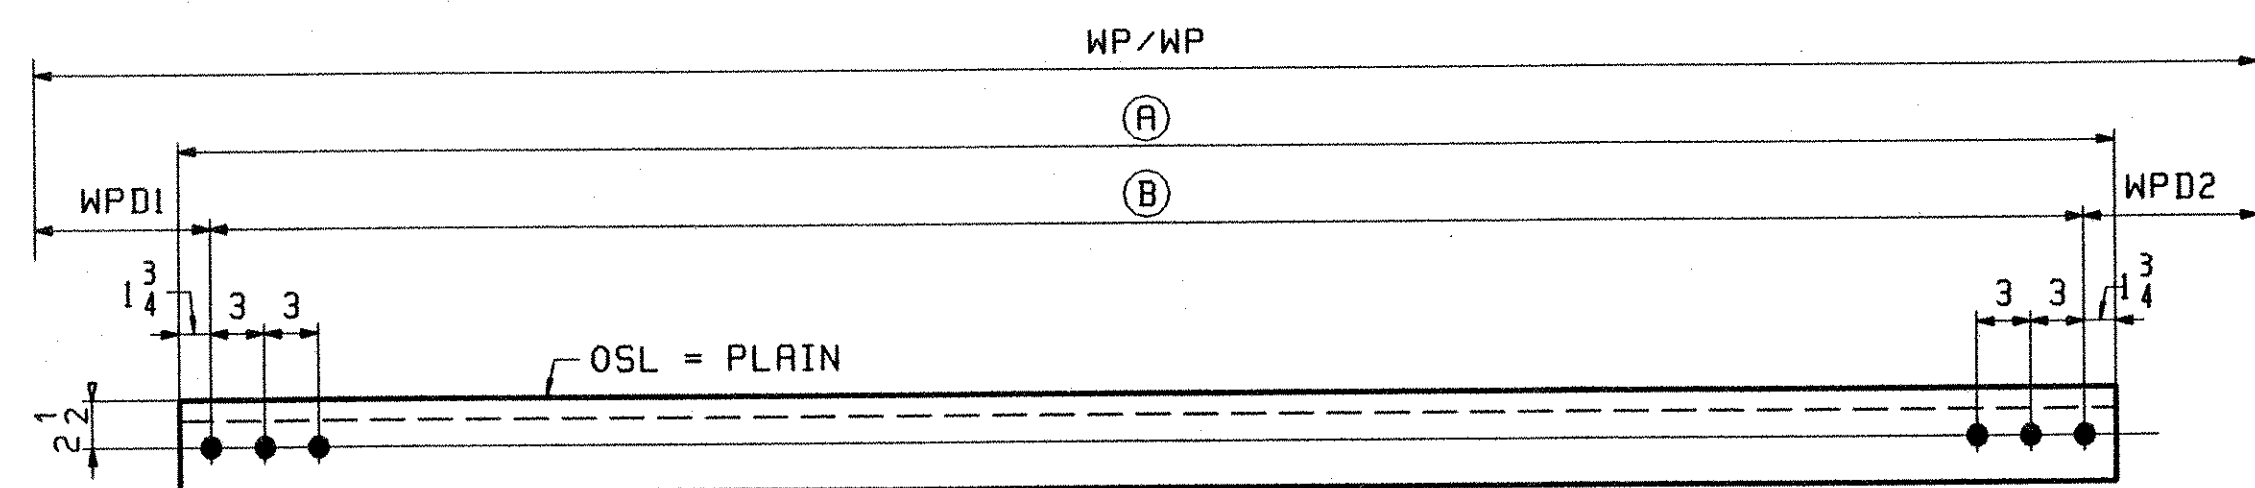 WP/WP
A
B
WPD1
WPD2
1 3/4
3
3
3
3
1 3/4
OSL = PLAIN
2 1/2